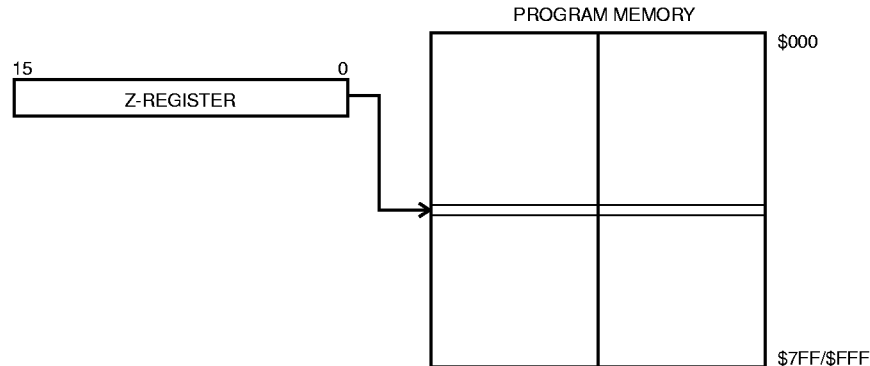 PROGRAM MEMORY
$000
15 0
Z-REGISTER
$7FF/$FFF